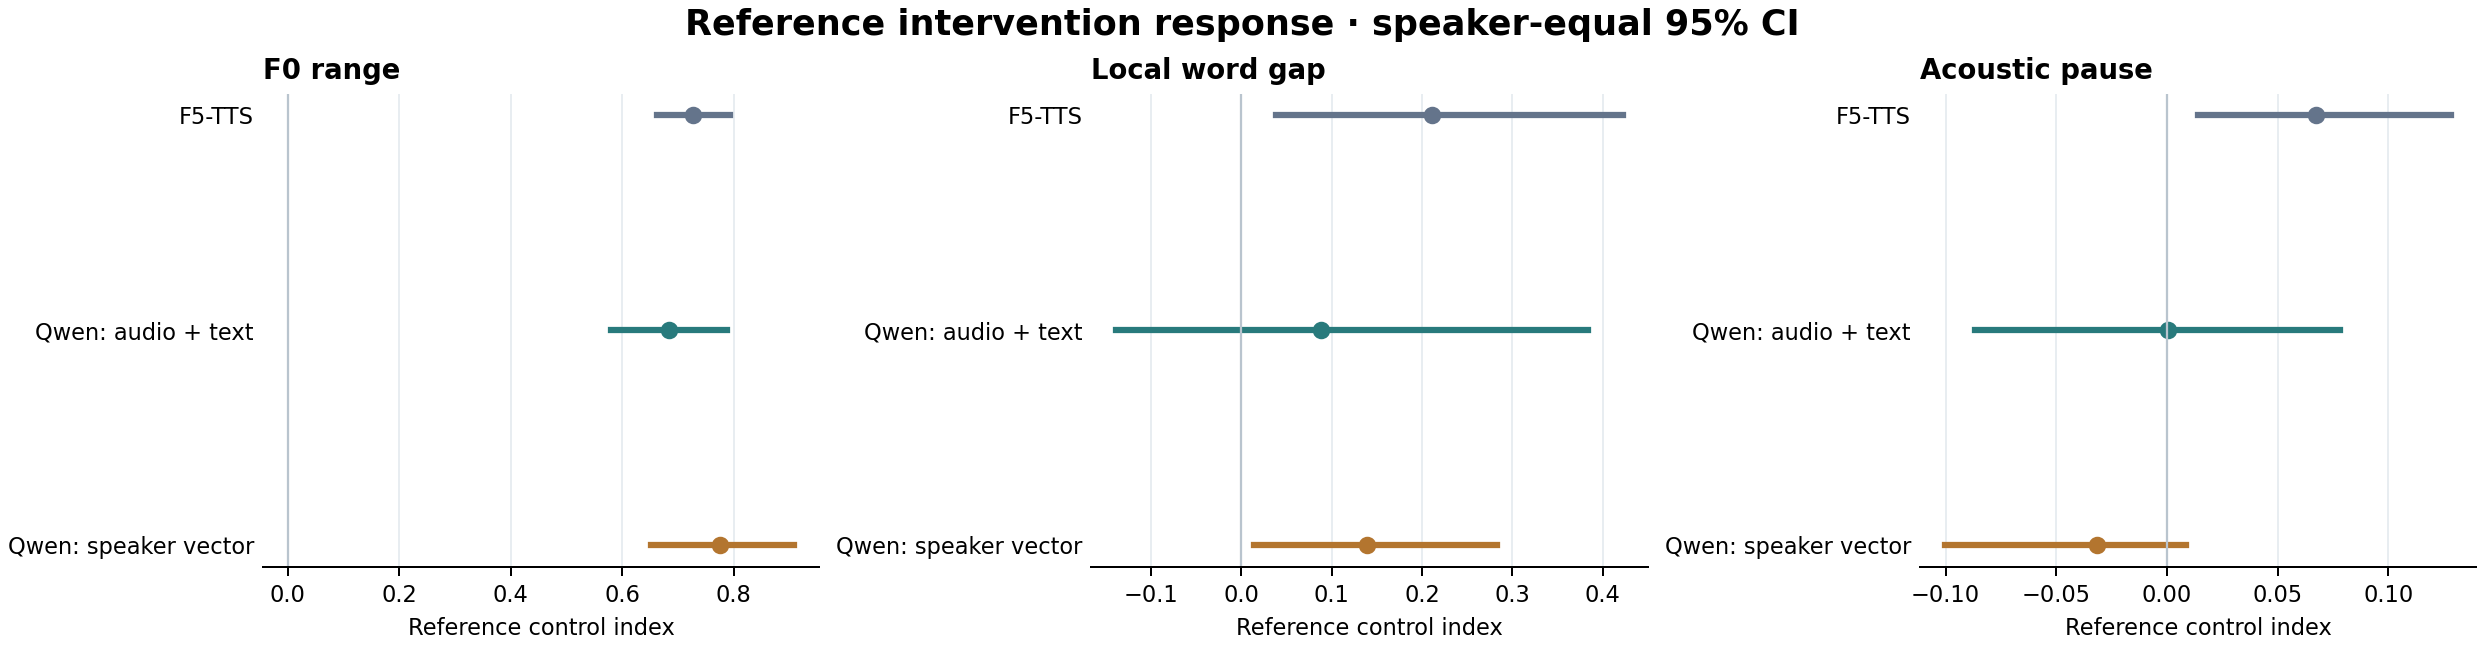 Reference intervention response · speaker-equal 95% CI
F0 range
F5-TTS
Qwen: audio + text
Qwen: speaker vector
0.0 0.2 0.4 0.6 0.8
Reference control index
Local word gap
F5-TTS
Qwen: audio + text
Qwen: speaker vector
−0.1 0.0 0.1 0.2 0.3 0.4
Reference control index
Acoustic pause
F5-TTS
Qwen: audio + text
Qwen: speaker vector
−0.10 −0.05 0.00 0.05 0.10
Reference control index